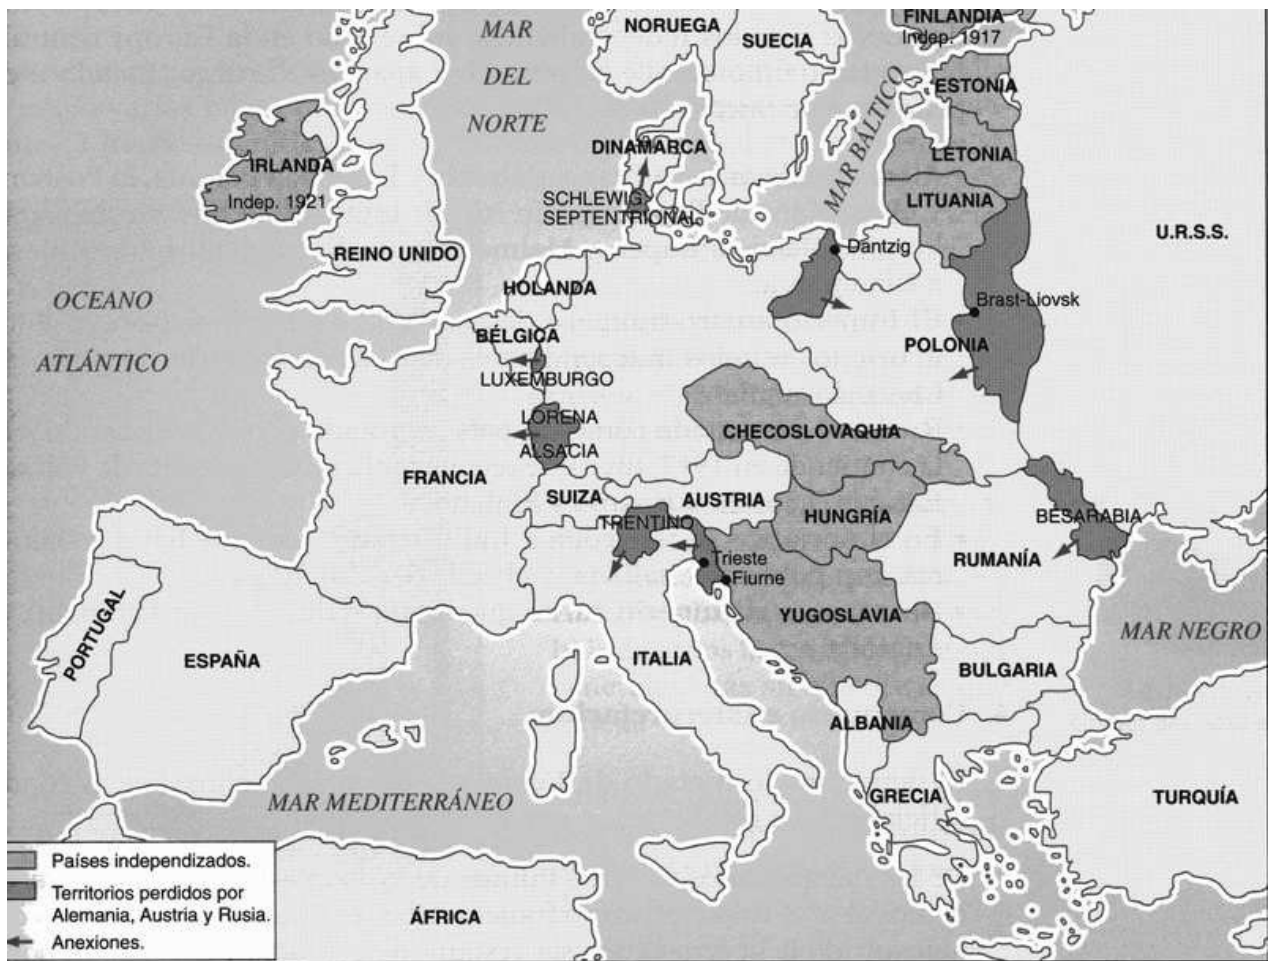 MAR
DEL
NORTE
NORUEGA
SUECIA
FINLANDIA
Indep. 1917
ESTONIA
LETONIA
LITUANIA
MAR BALTICO
DINAMARCA
SCHLEWIG
SEPTENTRIONAL
IRLANDA
Indep. 1921
REINO UNIDO
OCEANO
ATLÁNTICO
HOLANDA
BÉLGICA
LUXEMBURGO
LORENA
ALSACIA
Dantzig
U.R.S.S.
Brast-Liovsk
POLONIA
CHECOSLOVAQUIA
FRANCIA
SUIZA
AUSTRIA
HUNGRÍA
TRENTINO
Trieste
Fiurne
BESARABIA
RUMANÍA
YUGOSLAVIA
MAR NEGRO
PORTUGAL
ESPAÑA
ITALIA
BULGARIA
ALBANIA
GRECIA
TURQUÍA
MAR MEDITERRÁNEO
ÁFRICA
Países independizados.
Territorios perdidos por
Alemania, Austria y Rusia.
Anexiones.